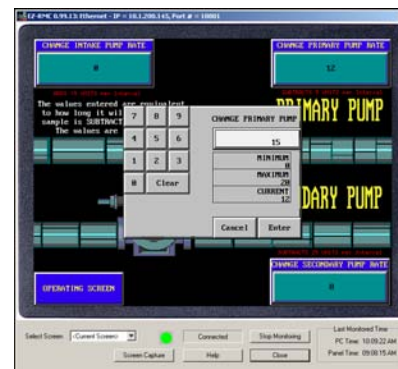 EZ-RMC 0.99.13: Ethernet - IP = 10.1.200.145, Port # = 10001
CHANGE INTAKE PUMP RATE
CHANGE PRIMARY PUMP RATE
12
The values entered are equivalent
to how long it wil
sample is SUBTRACT
The values are
PRIMARY PUMP
7 8 9
4 5 6
1 2 3
0 Clear
CHANGE PRIMARY PUMP
15
MINIMUM
0
MAXIMUM
20
CURRENT
12
Cancel Enter
DARY PUMP
CHANGE SECONDARY PUMP RATE
OPERATING SCREEN
Select Screen: <Current Screen>
Connected
Stop Monitoring
Last Monitored Time
PC Time: 10:09:22 AM
Panel Time: 09:08:15 AM
Screen Capture
Help
Close